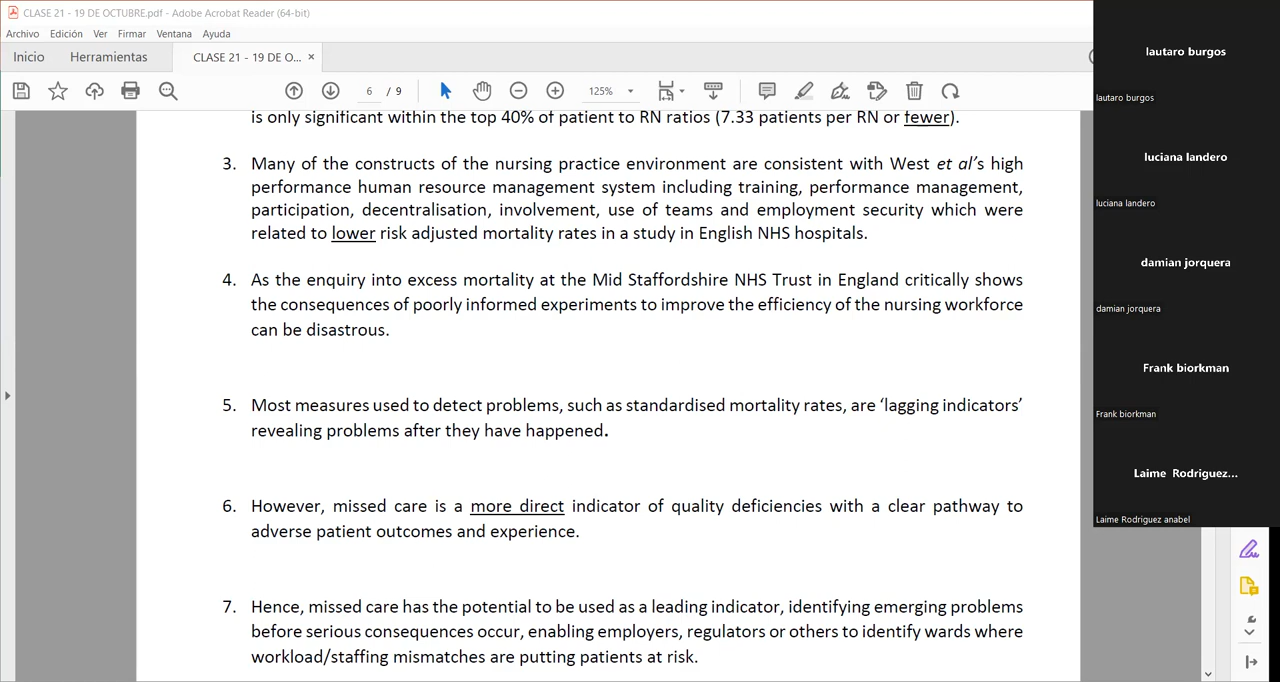 CLASE 21 - 19 DE OCTUBRE.pdf - Adobe Acrobat Reader (64-bit)
Archivo Edición Ver Firmar Ventana Ayuda
Inicio Herramientas CLASE 21 - 19 DE O... ×
6 / 9 125%
is only significant within the top 40% of patient to RN ratios (7.33 patients per RN or fewer).
3. Many of the constructs of the nursing practice environment are consistent with West et al’s high
performance human resource management system including training, performance management,
participation, decentralisation, involvement, use of teams and employment security which were
related to lower risk adjusted mortality rates in a study in English NHS hospitals.
4. As the enquiry into excess mortality at the Mid Staffordshire NHS Trust in England critically shows
the consequences of poorly informed experiments to improve the efficiency of the nursing workforce
can be disastrous.
5. Most measures used to detect problems, such as standardised mortality rates, are ‘lagging indicators’
revealing problems after they have happened.
6. However, missed care is a more direct indicator of quality deficiencies with a clear pathway to
adverse patient outcomes and experience.
7. Hence, missed care has the potential to be used as a leading indicator, identifying emerging problems
before serious consequences occur, enabling employers, regulators or others to identify wards where
workload/staffing mismatches are putting patients at risk.
lautaro burgos
lautaro burgos
luciana landero
luciana landero
damian jorquera
damian jorquera
Frank biorkman
Frank biorkman
Laime Rodriguez...
Laime Rodriguez anabel